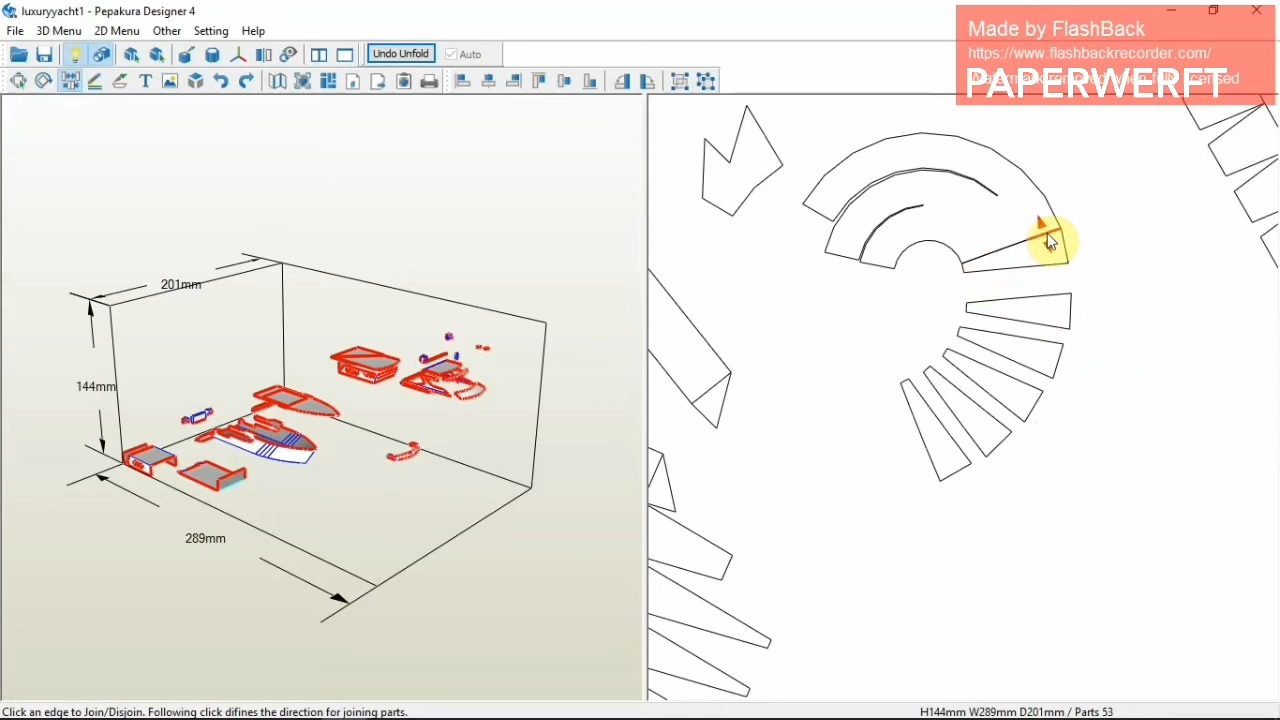 luxuryyacht1 - Pepakura Designer 4
File 3D Menu 2D Menu Other Setting Help
Undo Unfold
Auto
Made by FlashBack
https://www.flashbackrecorder.com/
PAPERWERFT
201mm
144mm
289mm
Click an edge to Join/Disjoin. Following click difines the direction for joining parts.
H144mm W289mm D201mm / Parts 53